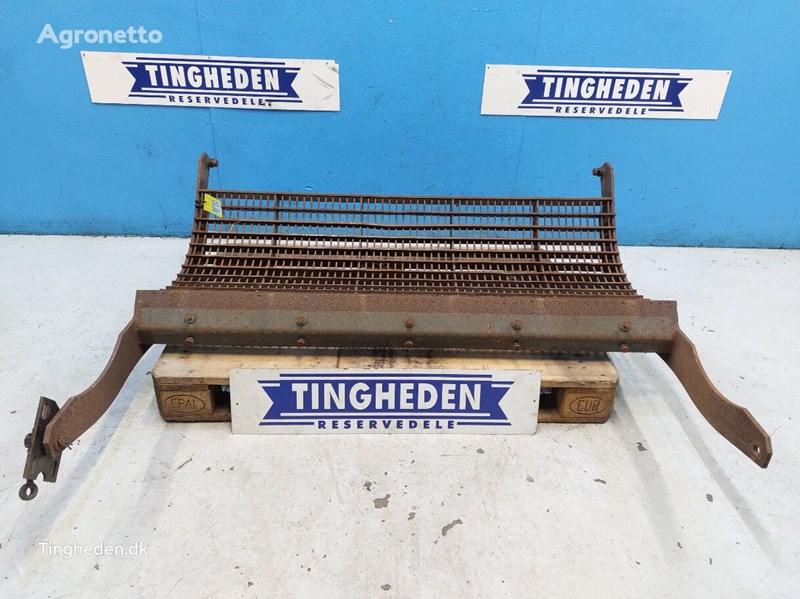 Agronetto
TINGHEDEN
RESERVEDELE
TINGHEDEN
RESERVEDELE
TINGHEDEN
RESERVEDELE
EPAL
EUR
Tingheden.dk